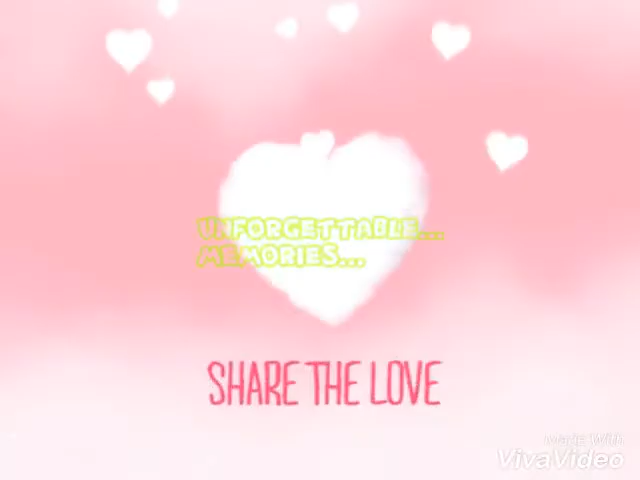 UNFORGETTABLE...
MEMORIES...
SHARE THE LOVE
Made With
VivaVideo